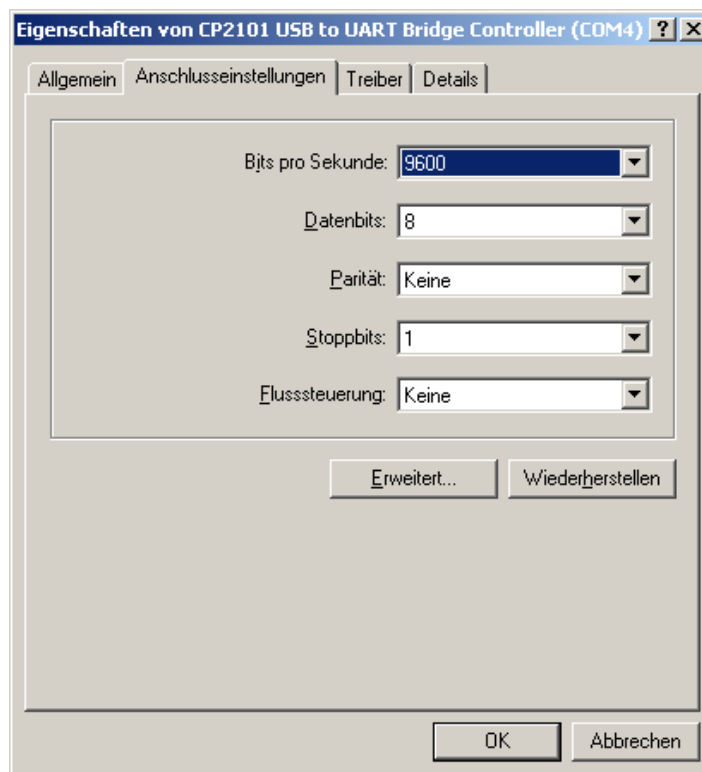 Eigenschaften von CP2101 USB to UART Bridge Controller (COM4)
Allgemein Anschlusseinstellungen Treiber Details
Bits pro Sekunde: 9600
Datenbits: 8
Parität: Keine
Stoppbits: 1
Flusssteuerung: Keine
Erweitert... Wiederherstellen
OK Abbrechen